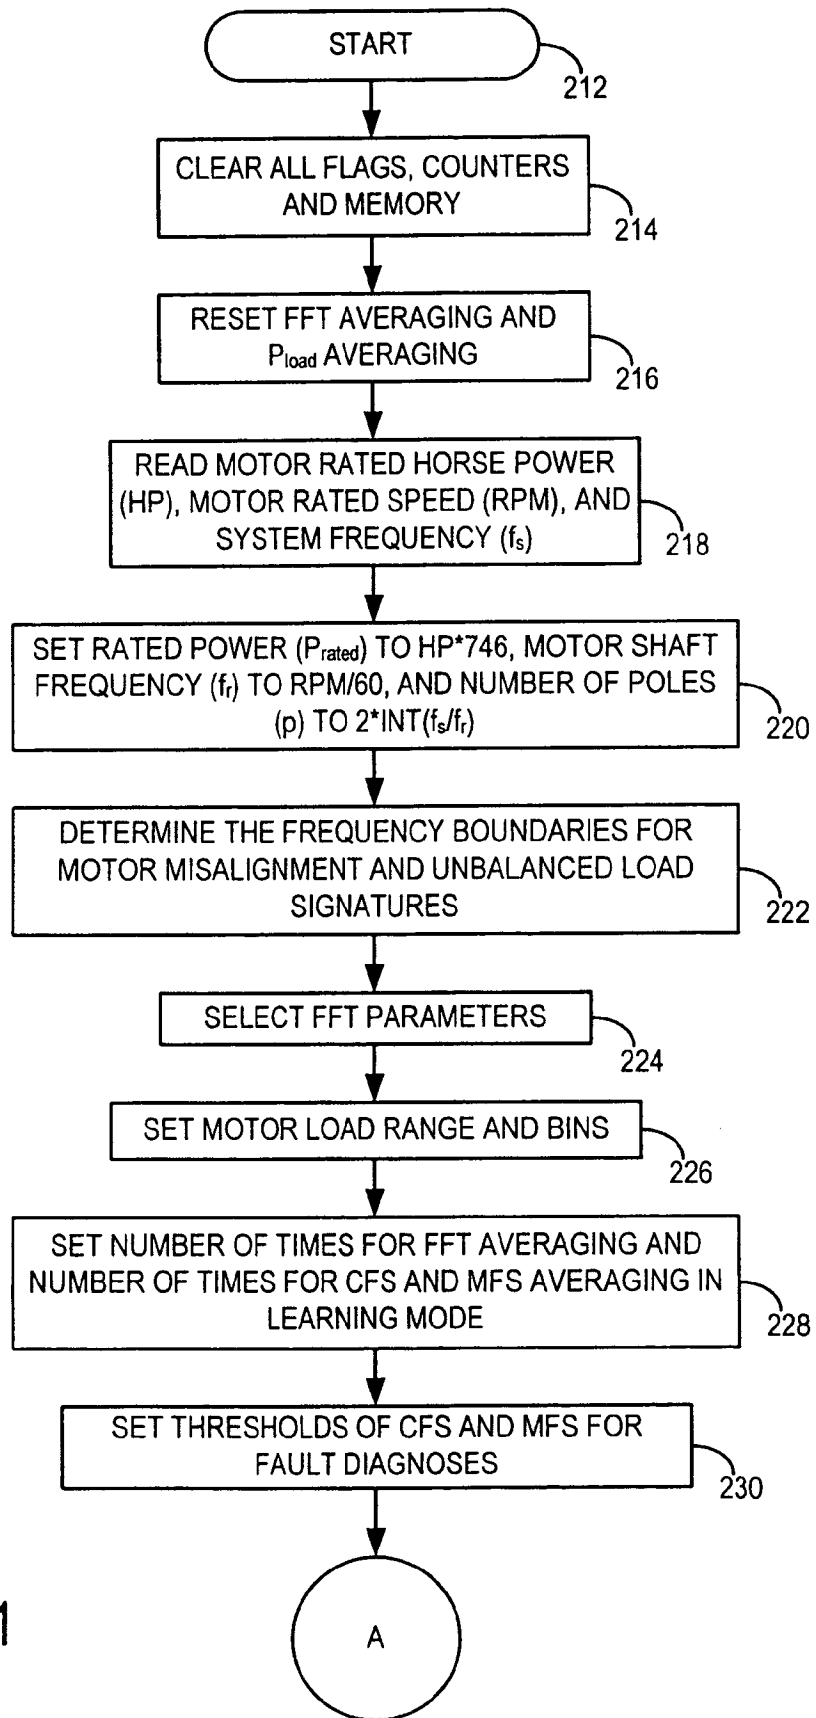 START
212
CLEAR ALL FLAGS, COUNTERS
AND MEMORY
214
RESET FFT AVERAGING AND
Pload AVERAGING
216
READ MOTOR RATED HORSE POWER
(HP), MOTOR RATED SPEED (RPM), AND
SYSTEM FREQUENCY (fs)
218
SET RATED POWER (Prated) TO HP*746, MOTOR SHAFT
FREQUENCY (fr) TO RPM/60, AND NUMBER OF POLES
(p) TO 2*INT(fs/fr)
220
DETERMINE THE FREQUENCY BOUNDARIES FOR
MOTOR MISALIGNMENT AND UNBALANCED LOAD
SIGNATURES
222
SELECT FFT PARAMETERS
224
SET MOTOR LOAD RANGE AND BINS
226
SET NUMBER OF TIMES FOR FFT AVERAGING AND
NUMBER OF TIMES FOR CFS AND MFS AVERAGING IN
LEARNING MODE
228
SET THRESHOLDS OF CFS AND MFS FOR
FAULT DIAGNOSES
230
1
A